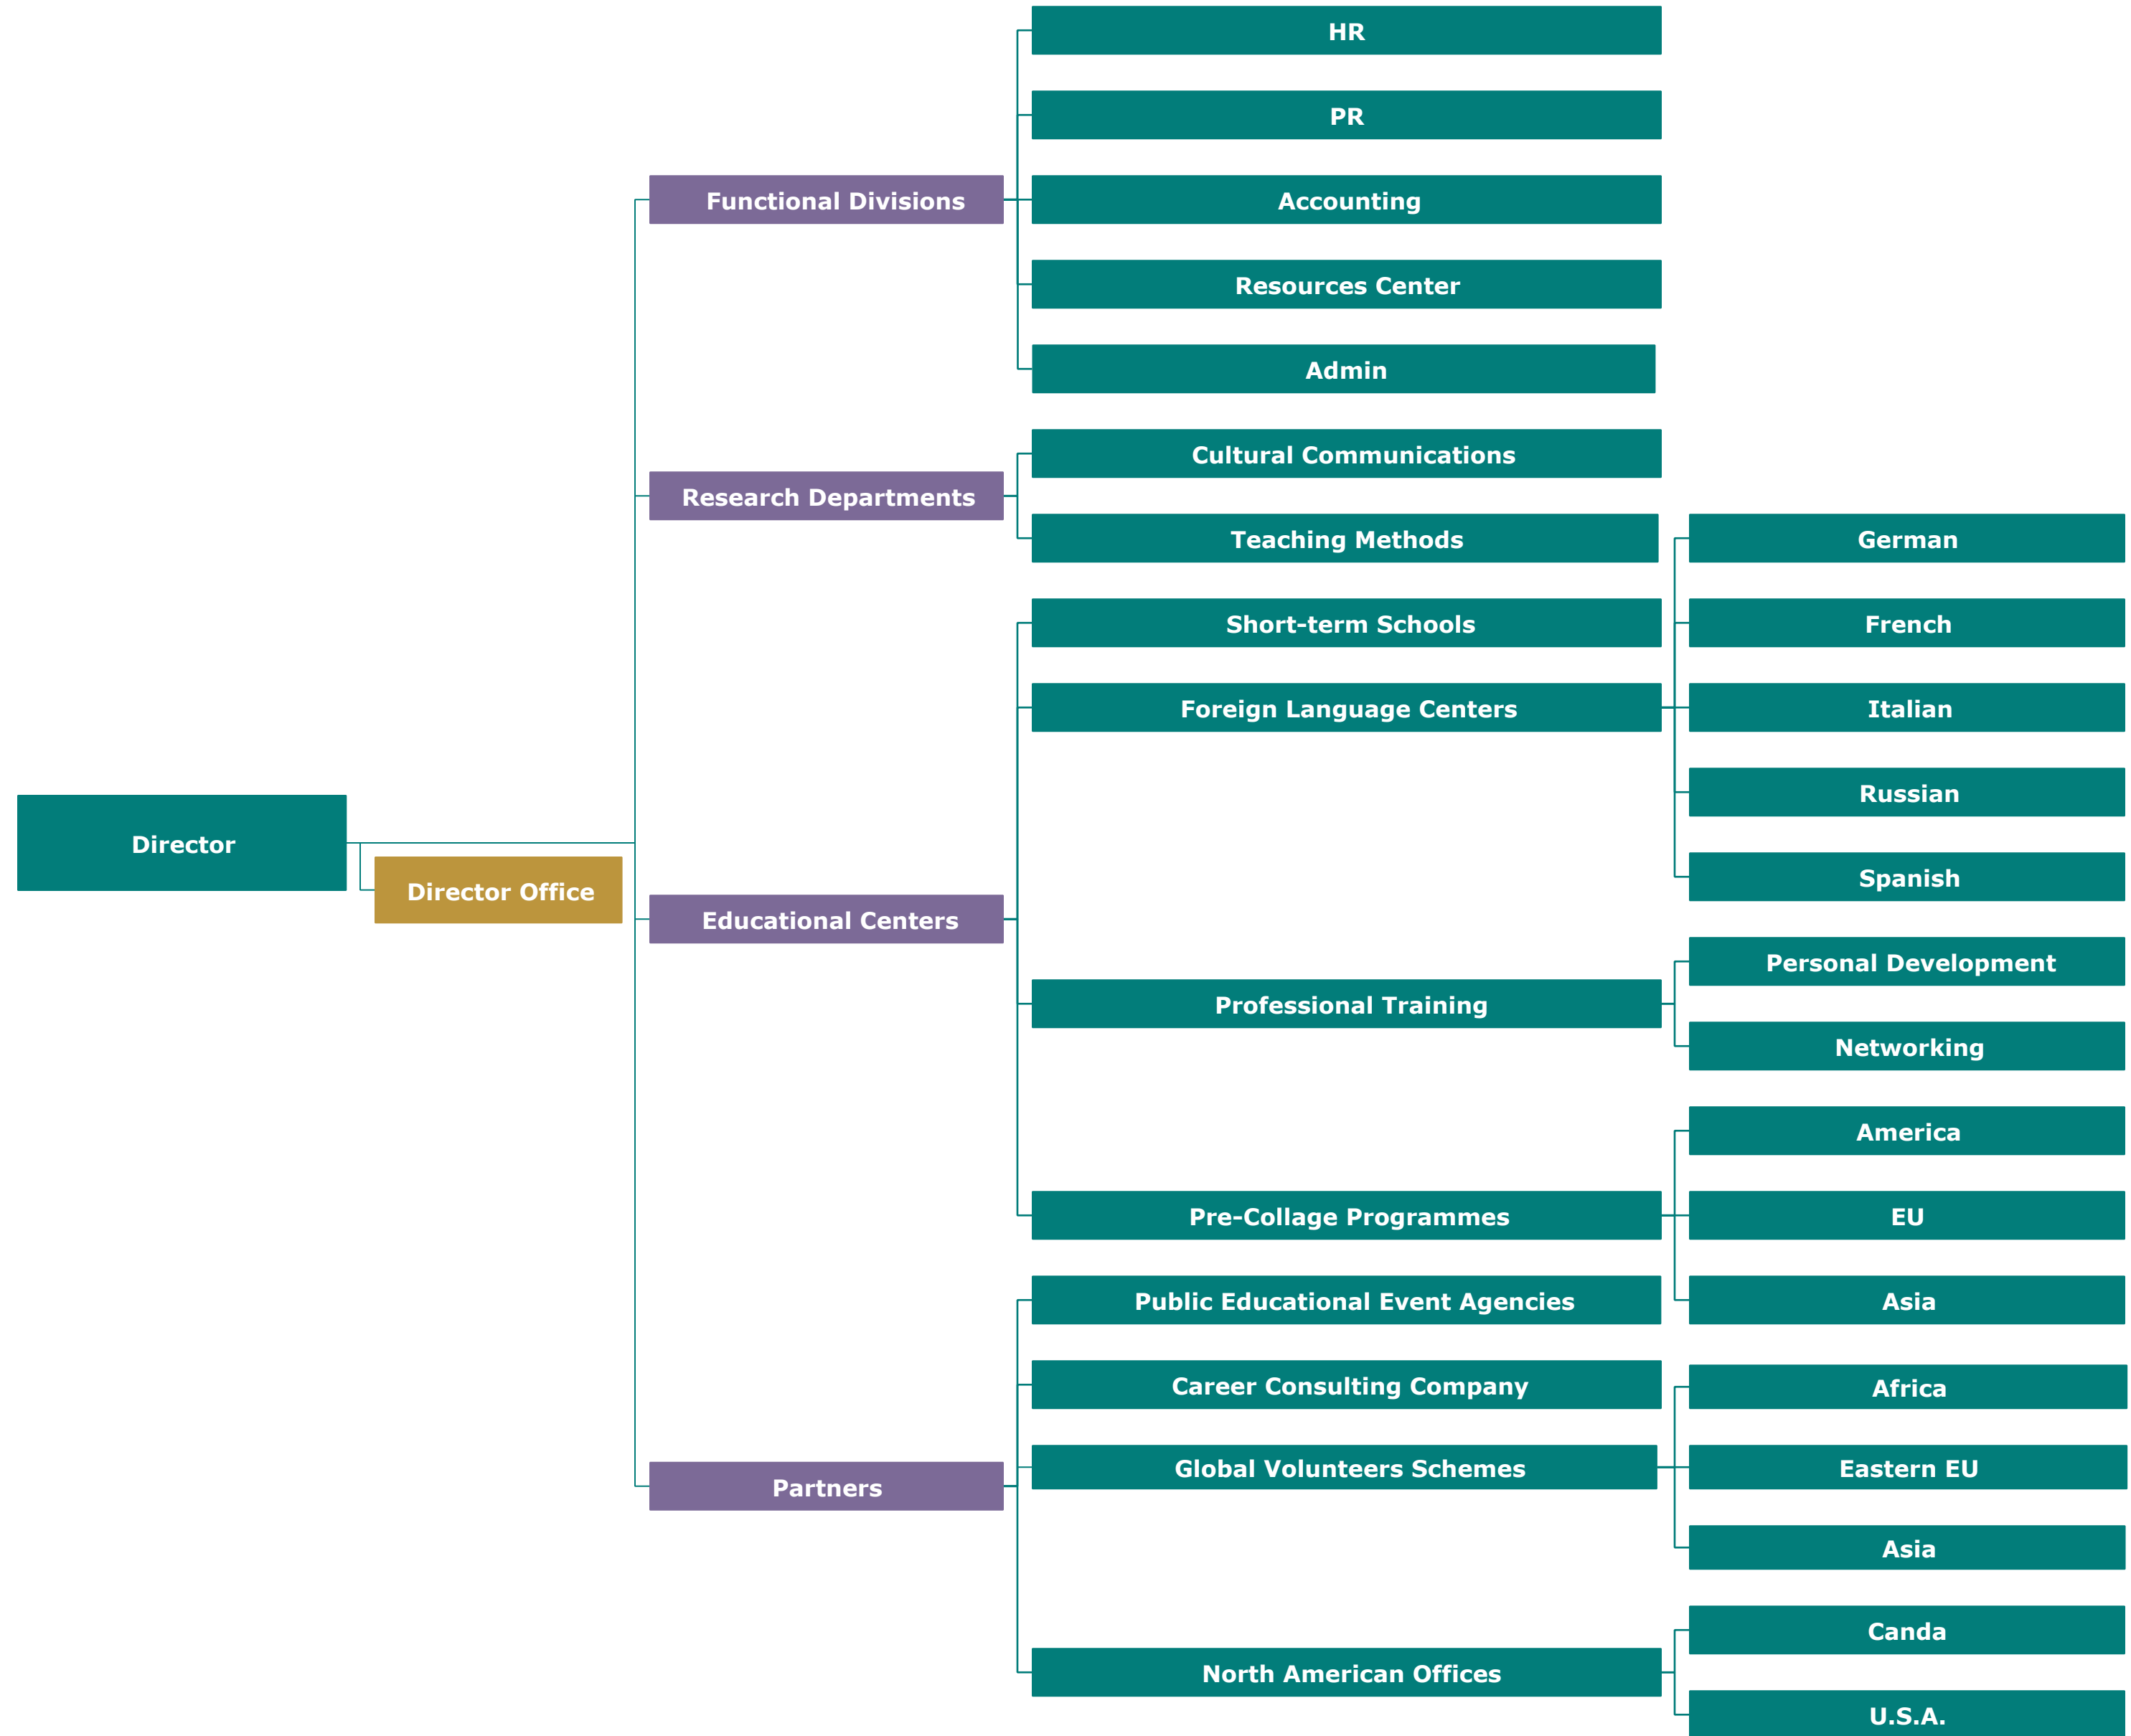 Director
Director Office
Functional Divisions
HR
PR
Accounting
Resources Center
Admin
Research Departments
Cultural Communications
Teaching Methods
Educational Centers
Short-term Schools
Foreign Language Centers
German
French
Italian
Russian
Spanish
Professional Training
Personal Development
Networking
Pre-Collage Programmes
America
EU
Asia
Partners
Public Educational Event Agencies
Career Consulting Company
Global Volunteers Schemes
Africa
Eastern EU
Asia
North American Offices
Canda
U.S.A.